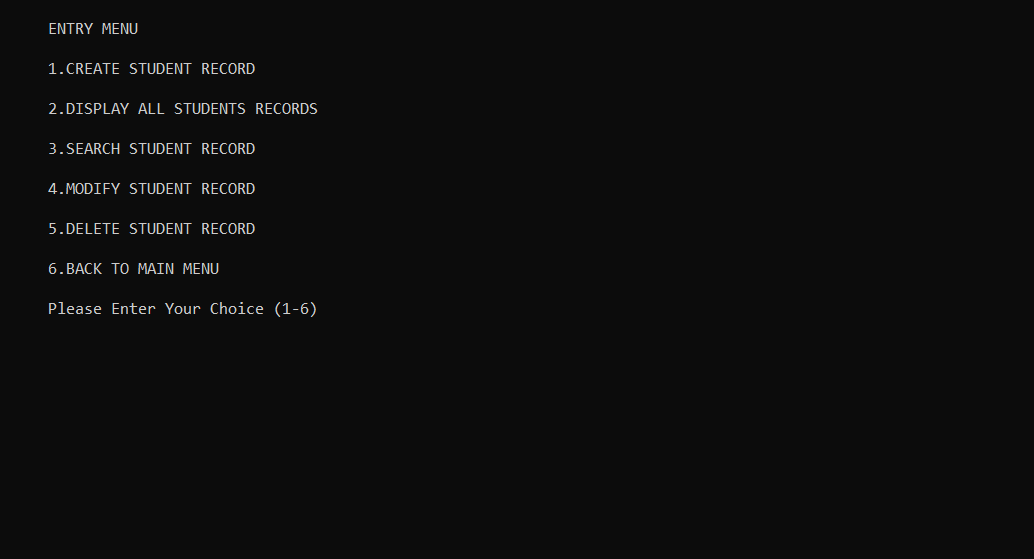 ENTRY MENU
1.CREATE STUDENT RECORD
2.DISPLAY ALL STUDENTS RECORDS
3.SEARCH STUDENT RECORD
4.MODIFY STUDENT RECORD
5.DELETE STUDENT RECORD
6.BACK TO MAIN MENU
Please Enter Your Choice (1-6)